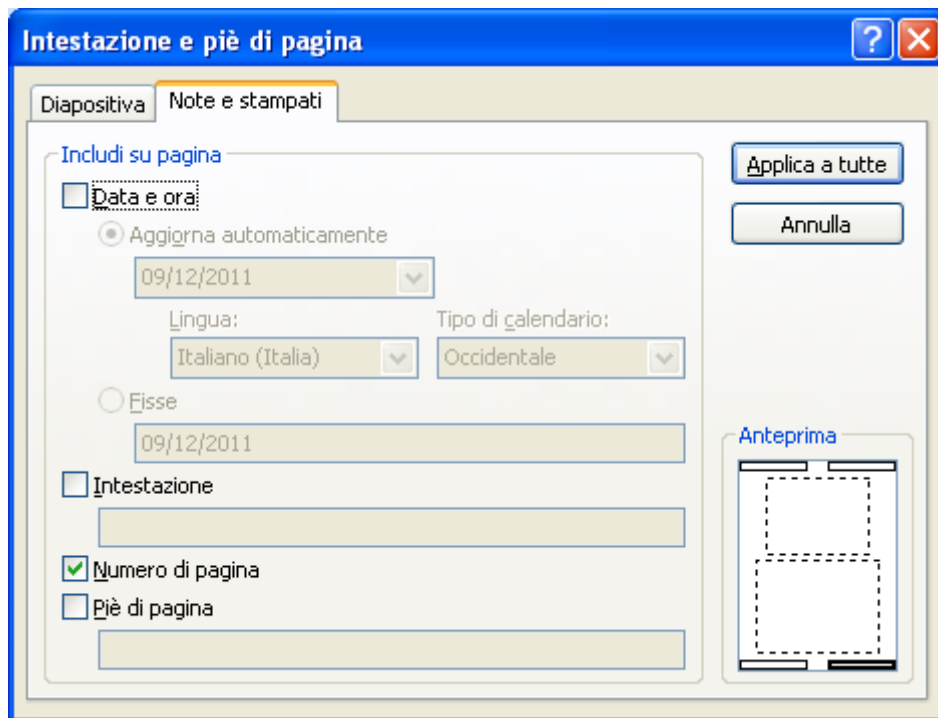 Intestazione e piè di pagina
Diapositiva
Note e stampati
Includi su pagina
Data e ora
Aggiorna automaticamente
09/12/2011
Lingua:
Tipo di calendario:
Italiano (Italia)
Occidentale
Fisse
09/12/2011
Intestazione
Numero di pagina
Piè di pagina
Applica a tutte
Annulla
Anteprima